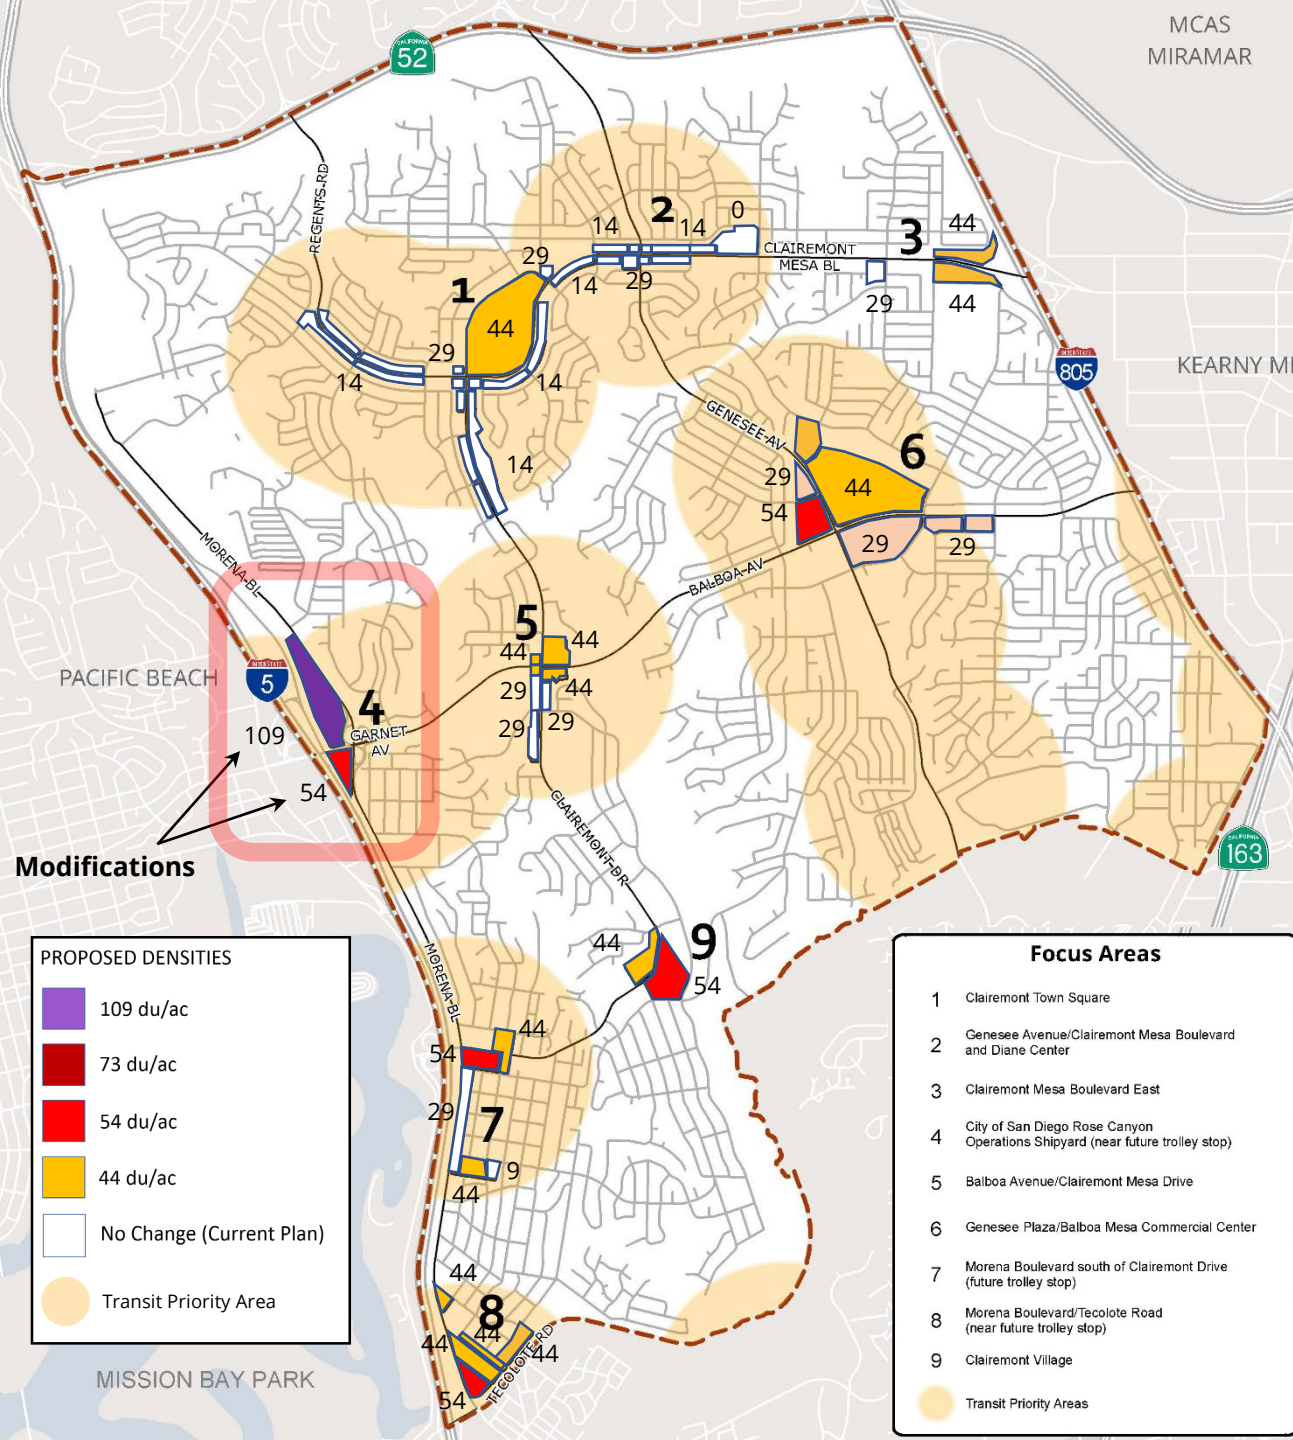 MCAS
MIRAMAR
CALIFORNIA
52
REGENTS RD
2
0
14
14
3
44
CLAIREMONT
MESA BL
29
14
29
29
44
1
44
INTERSTATE
805
KEARNY ME
29
14
14
GENESEE AV
6
14
29
44
54
29
29
MORENA BL
BALBOA AV
5
44
44
PACIFIC BEACH
INTERSTATE
5
29
44
4
109
GARNET
AV
29
29
54
CLAIREMONT DR
Modifications
CALIFORNIA
163
MORENA BL
44
9
54
44
54
29
7
9
44
44
8
44
44
44
TECOLOTE RD
54
MISSION BAY PARK
PROPOSED DENSITIES
109 du/ac
73 du/ac
54 du/ac
44 du/ac
No Change (Current Plan)
Transit Priority Area
Focus Areas
1 Clairemont Town Square
2 Genesee Avenue/Clairemont Mesa Boulevard
and Diane Center
3 Clairemont Mesa Boulevard East
4 City of San Diego Rose Canyon
Operations Shipyard (near future trolley stop)
5 Balboa Avenue/Clairemont Mesa Drive
6 Genesee Plaza/Balboa Mesa Commercial Center
7 Morena Boulevard south of Clairemont Drive
(future trolley stop)
8 Morena Boulevard/Tecolote Road
(near future trolley stop)
9 Clairemont Village
Transit Priority Areas